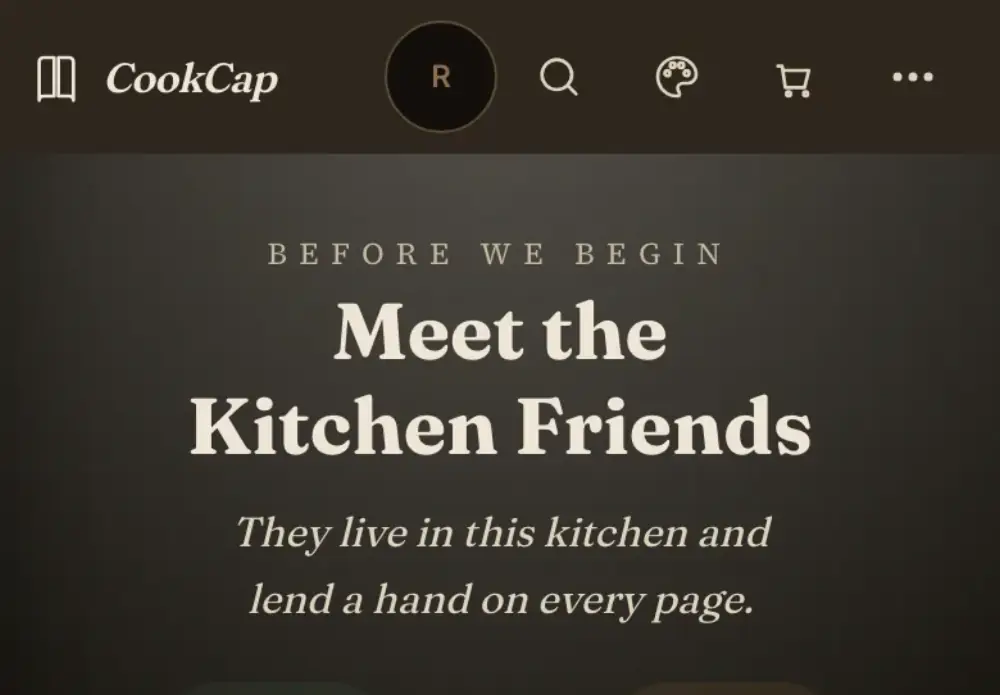 CookCap
R
BEFORE WE BEGIN
Meet the
Kitchen Friends
They live in this kitchen and
lend a hand on every page.